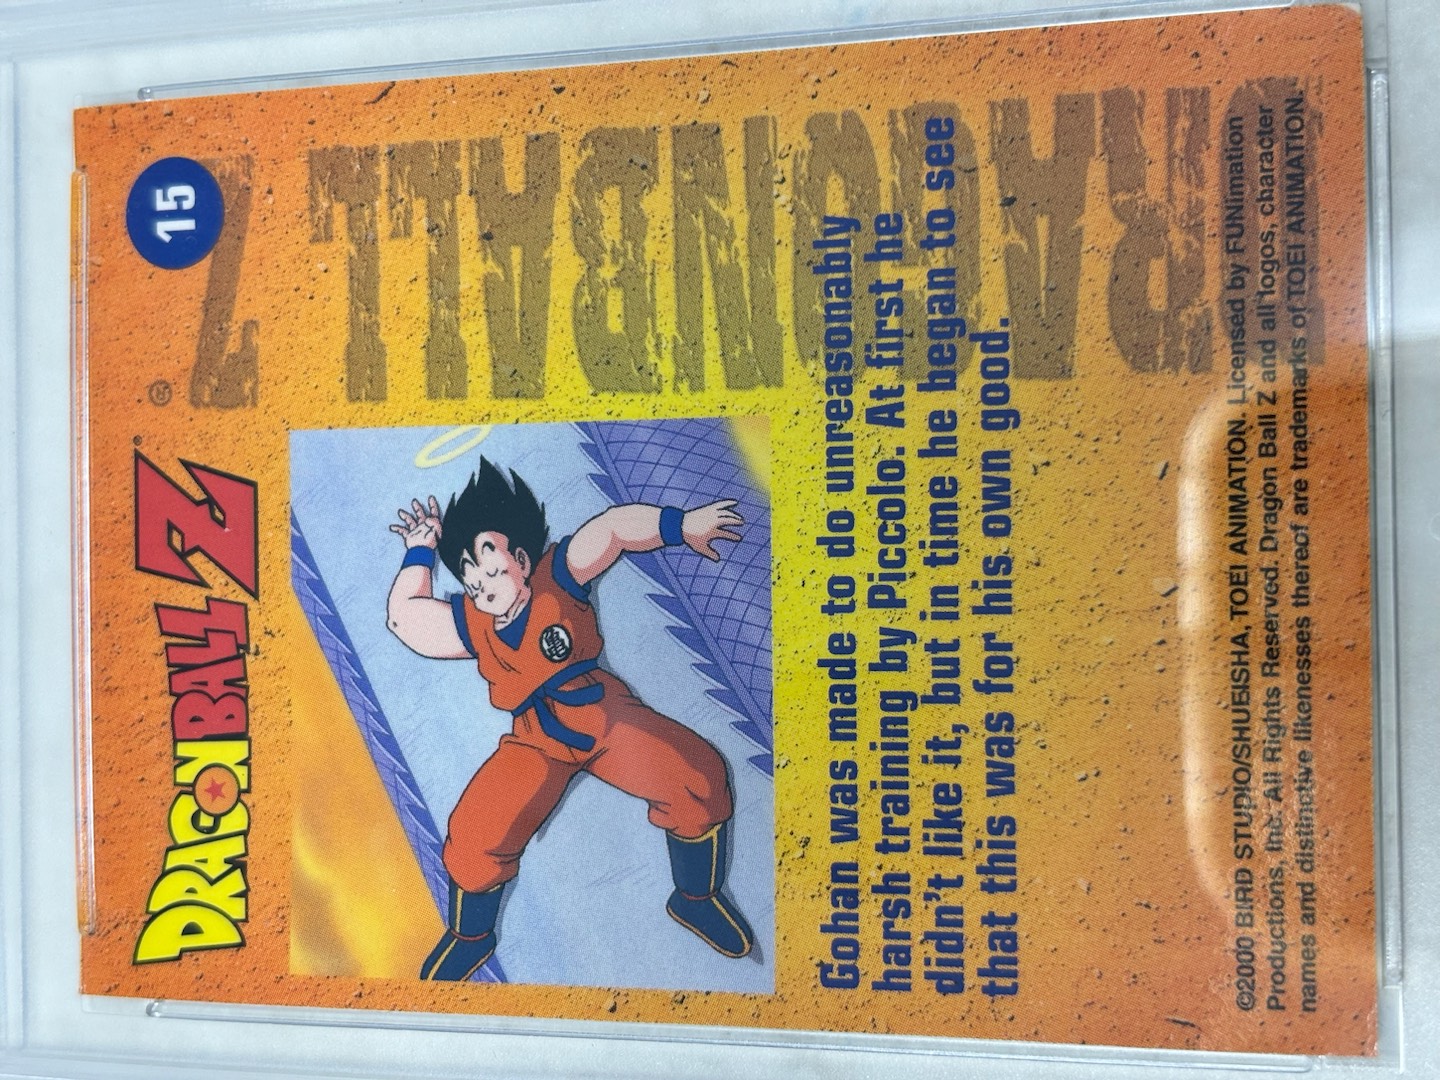 DRAGON BALL Z®
15
DRAGONBALL Z
Gohan was made to do unreasonably
harsh training by Piccolo. At first he
didn't like it, but in time he began to see
that this was for his own good.
©2000 BIRD STUDIO/SHUEISHA, TOEI ANIMATION. Licensed by FUNimation
Productions, Inc. All Rights Reserved. Dragon Ball Z and all logos, character
names and distinctive likenesses thereof are trademarks of TOEI ANIMATION.